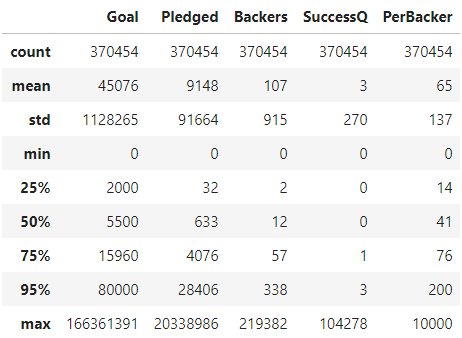 Goal Pledged Backers SuccessQ PerBacker
count 370454 370454 370454 370454 370454
mean 45076 9148 107 3 65
std 1128265 91664 915 270 137
min 0 0 0 0 0
25% 2000 32 2 0 14
50% 5500 633 12 0 41
75% 15960 4076 57 1 76
95% 80000 28406 338 3 200
max 166361391 20338986 219382 104278 10000